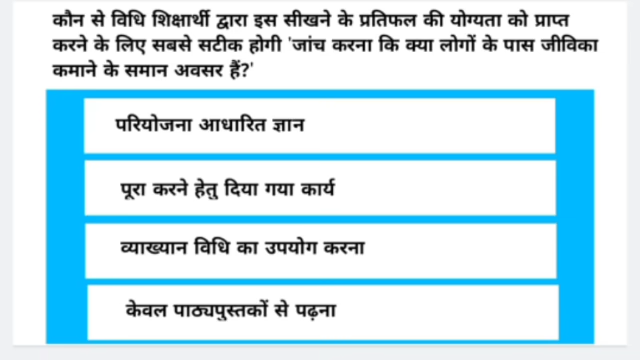 कौन से विधि शिक्षार्थी द्वारा इस सीखने के प्रतिफल की योग्यता को प्राप्त
करने के लिए सबसे सटीक होगी 'जांच करना कि क्या लोगों के पास जीविका
कमाने के समान अवसर हैं?'
परियोजना आधारित ज्ञान
पूरा करने हेतु दिया गया कार्य
व्याख्यान विधि का उपयोग करना
केवल पाठ्यपुस्तकों से पढ़ना